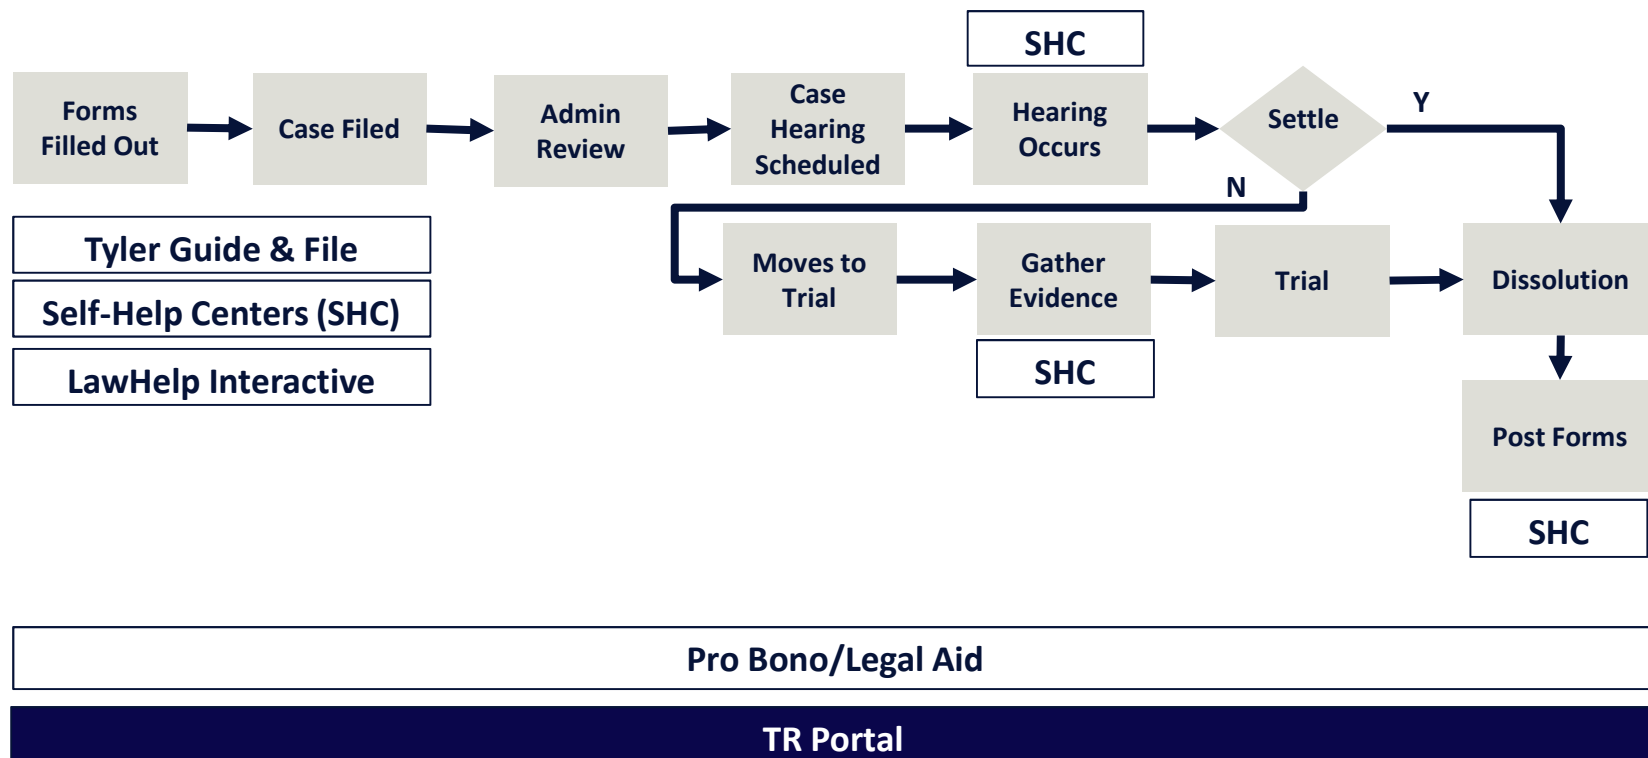 SHC
Forms
Filled Out
Case Filed
Admin
Review
Case
Hearing
Scheduled
Hearing
Occurs
Settle
Y
N
Tyler Guide & File
Self-Help Centers (SHC)
LawHelp Interactive
Moves to
Trial
Gather
Evidence
Trial
Dissolution
SHC
Post Forms
SHC
Pro Bono/Legal Aid
TR Portal